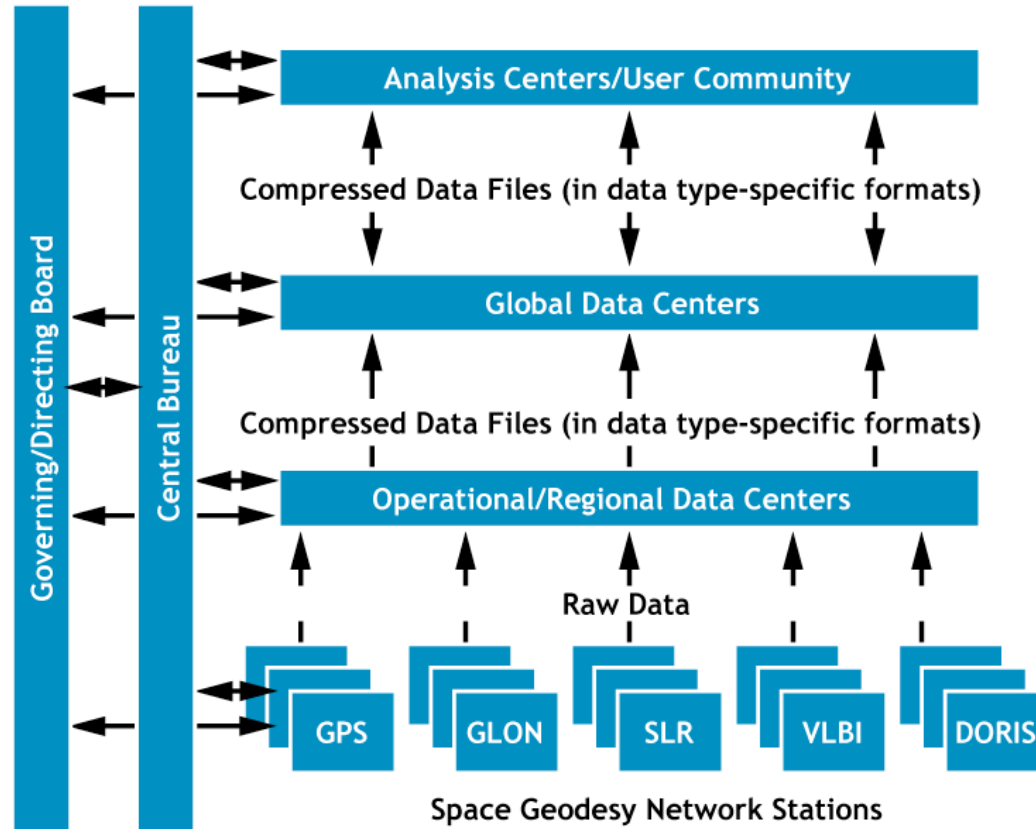 Governing/Directing Board
Central Bureau
Analysis Centers/User Community
Compressed Data Files (in data type-specific formats)
Global Data Centers
Compressed Data Files (in data type-specific formats)
Operational/Regional Data Centers
Raw Data
GPS
GLON
SLR
VLBI
DORIS
Space Geodesy Network Stations